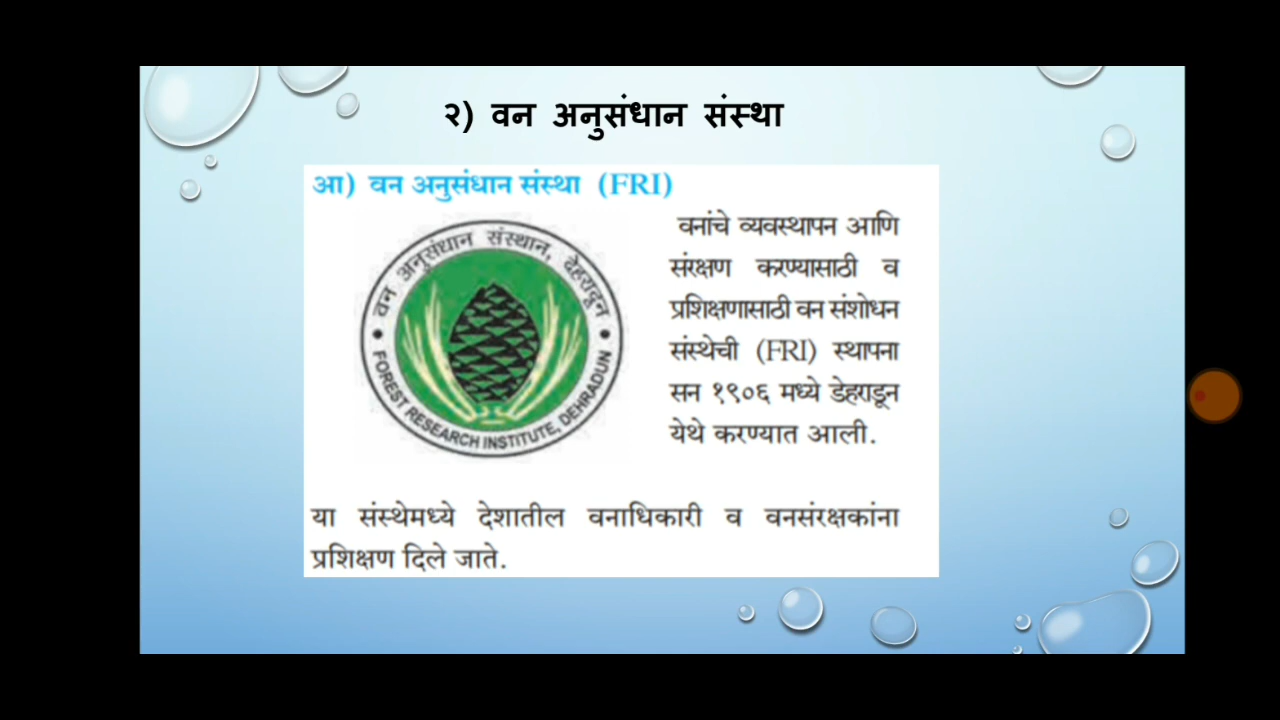 २) वन अनुसंधान संस्था
आ) वन अनुसंधान संस्था (FRI)
वन अनुसंधान संस्थान, देहरादून
FOREST RESEARCH INSTITUTE, DEHRADUN
वनांचे व्यवस्थापन आणि
संरक्षण करण्यासाठी व
प्रशिक्षणासाठी वन संशोधन
संस्थेची (FRI) स्थापना
सन १९०६ मध्ये डेहराडून
येथे करण्यात आली.
या संस्थेमध्ये देशातील वनाधिकारी व वनसंरक्षकांना
प्रशिक्षण दिले जाते.